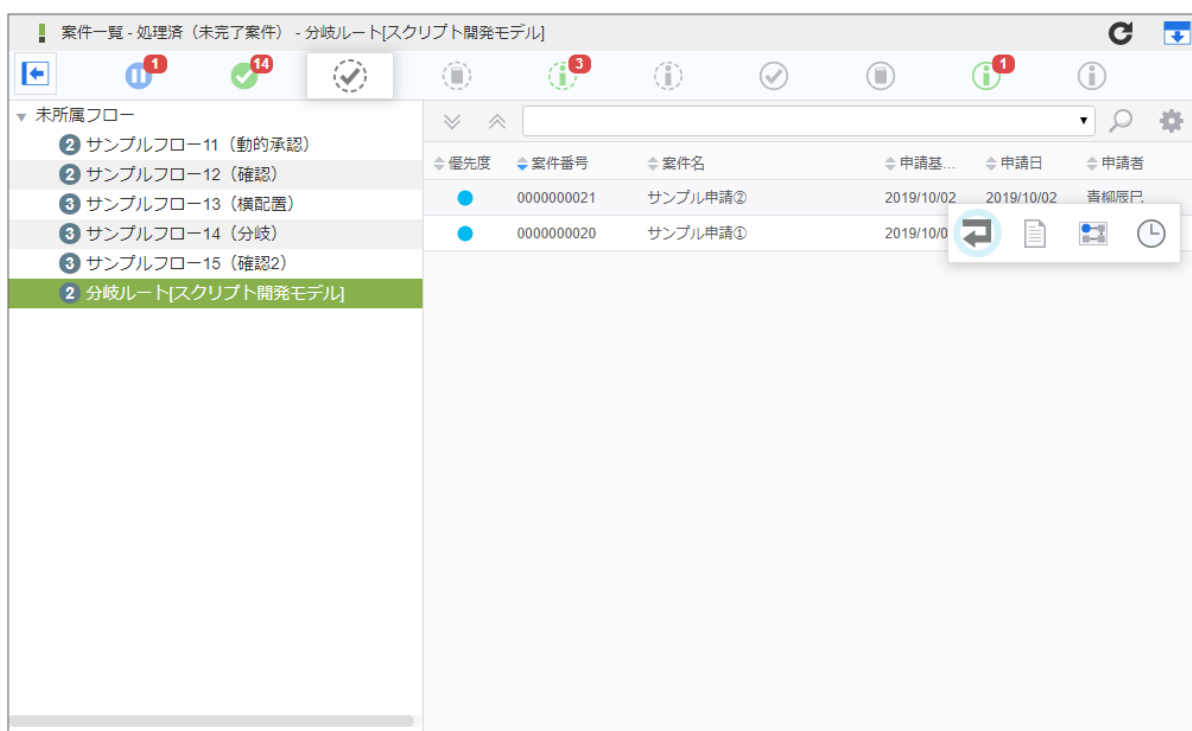 案件一覧 - 処理済（未完了案件） - 分岐ルート[スクリプト開発モデル]
1 14 3 1
未所属フロー
2 サンプルフロー11（動的承認）
2 サンプルフロー12（確認）
3 サンプルフロー13（横配置）
3 サンプルフロー14（分岐）
3 サンプルフロー15（確認2）
2 分岐ルート[スクリプト開発モデル]
優先度 案件番号 案件名 申請基... 申請日 申請者
0000000021 サンプル申請② 2019/10/02 2019/10/02 青柳辰巳
0000000020 サンプル申請① 2019/10/0